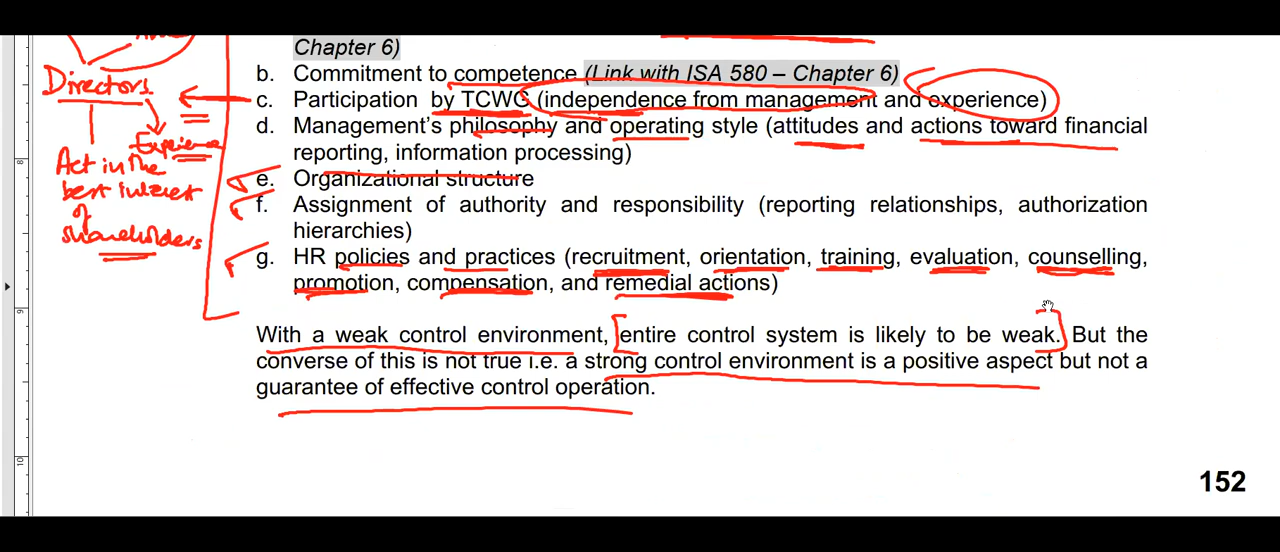 Chapter 6)
b. Commitment to competence (Link with ISA 580 – Chapter 6)
c. Participation by TCWG (independence from management and experience)
d. Management's philosophy and operating style (attitudes and actions toward financial
reporting, information processing)
e. Organizational structure
f. Assignment of authority and responsibility (reporting relationships, authorization
hierarchies)
g. HR policies and practices (recruitment, orientation, training, evaluation, counselling,
promotion, compensation, and remedial actions)
With a weak control environment, [entire control system is likely to be weak.] But the
converse of this is not true i.e. a strong control environment is a positive aspect but not a
guarantee of effective control operation.
152
Directors
Experience
Act in the
best interest
of
shareholders
8
9
10